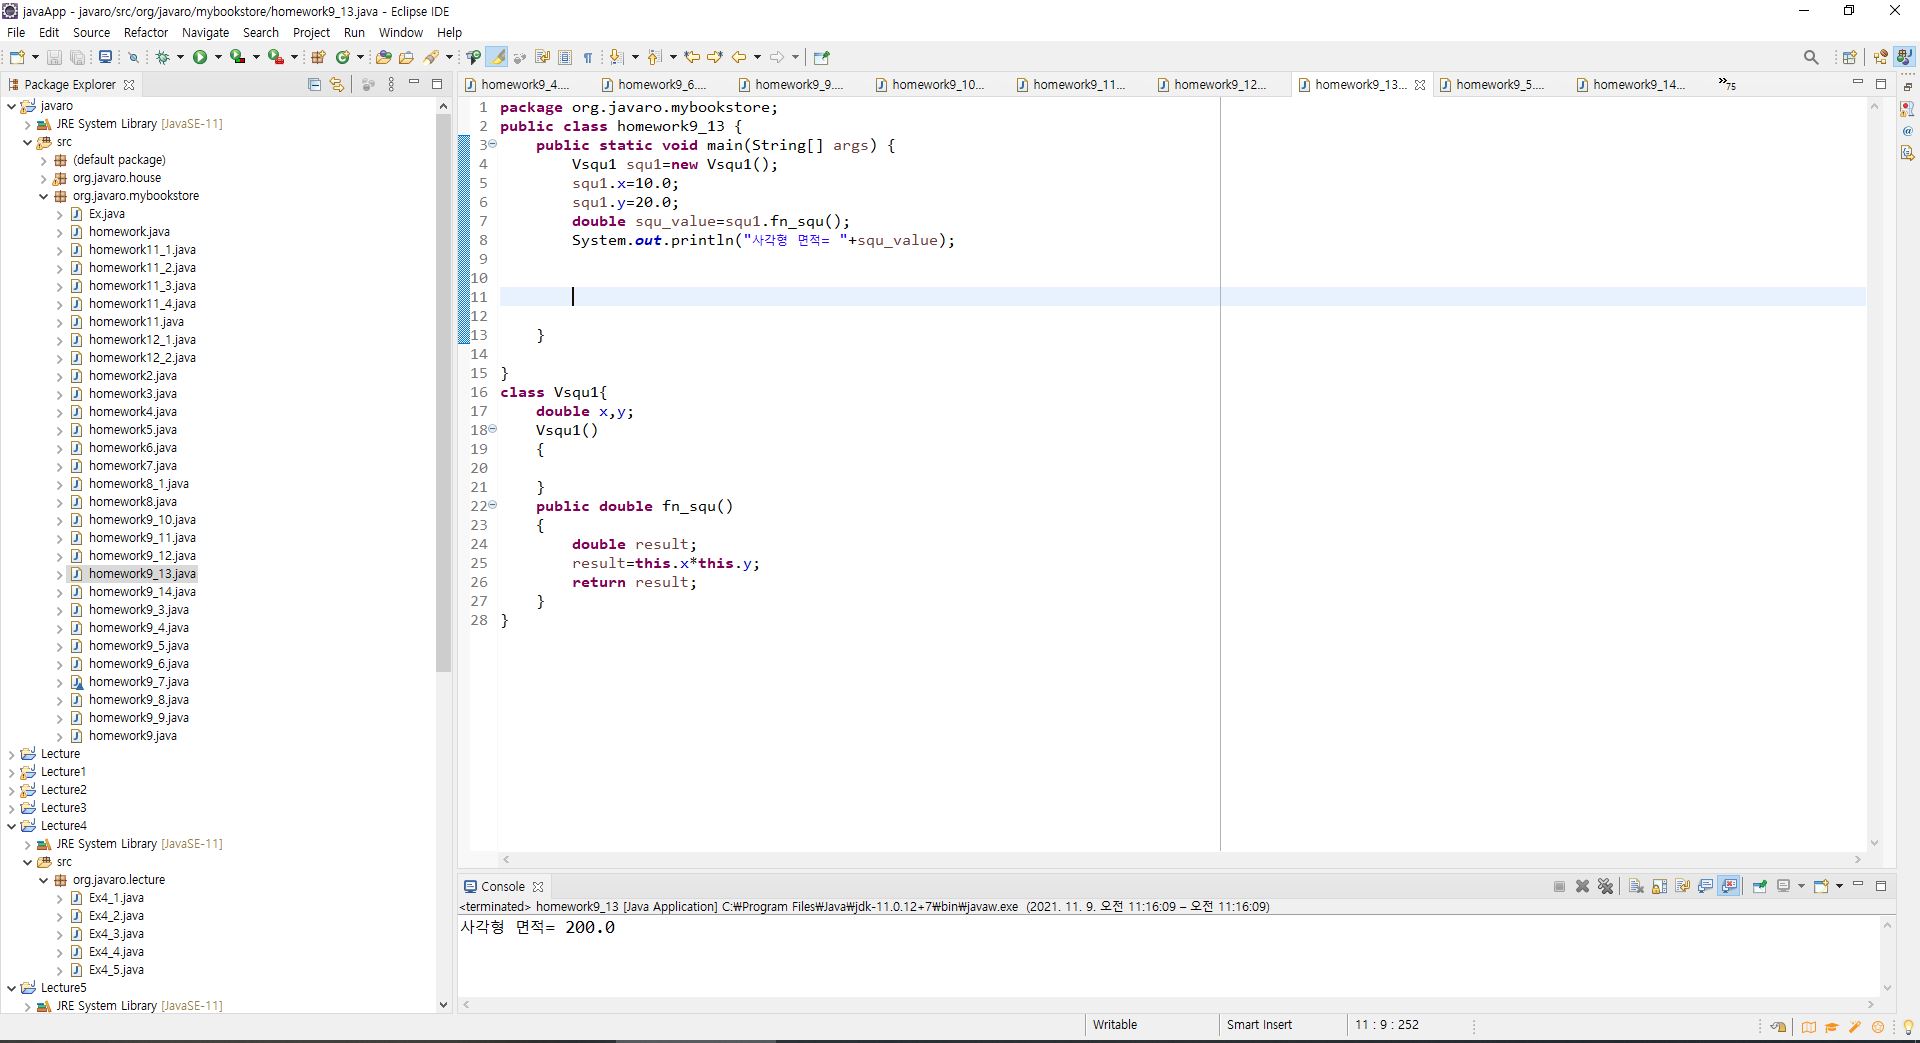 javaApp - javaro/src/org/javaro/mybookstore/homework9_13.java - Eclipse IDE
File Edit Source Refactor Navigate Search Project Run Window Help
Package Explorer
javaro
JRE System Library [JavaSE-11]
src
(default package)
org.javaro.house
org.javaro.mybookstore
Ex.java
homework.java
homework11_1.java
homework11_2.java
homework11_3.java
homework11_4.java
homework11.java
homework12_1.java
homework12_2.java
homework2.java
homework3.java
homework4.java
homework5.java
homework6.java
homework7.java
homework8_1.java
homework8.java
homework9_10.java
homework9_11.java
homework9_12.java
homework9_13.java
homework9_14.java
homework9_3.java
homework9_4.java
homework9_5.java
homework9_6.java
homework9_7.java
homework9_8.java
homework9_9.java
homework9.java
Lecture
Lecture1
Lecture2
Lecture3
Lecture4
JRE System Library [JavaSE-11]
src
org.javaro.lecture
Ex4_1.java
Ex4_2.java
Ex4_3.java
Ex4_4.java
Ex4_5.java
Lecture5
JRE System Library [JavaSE-11]
homework9_4.... homework9_6.... homework9_9.... homework9_10... homework9_11... homework9_12... homework9_13... homework9_5.... homework9_14... »75
1 package org.javaro.mybookstore;
2 public class homework9_13 {
3 public static void main(String[] args) {
4 Vsqu1 squ1=new Vsqu1();
5 squ1.x=10.0;
6 squ1.y=20.0;
7 double squ_value=squ1.fn_squ();
8 System.out.println("사각형 면적= "+squ_value);
9
10
11
12
13 }
14
15 }
16 class Vsqu1{
17 double x,y;
18 Vsqu1()
19 {
20
21 }
22 public double fn_squ()
23 {
24 double result;
25 result=this.x*this.y;
26 return result;
27 }
28 }
Console
<terminated> homework9_13 [Java Application] C:₩Program Files₩Java₩jdk-11.0.12+7₩bin₩javaw.exe (2021. 11. 9. 오전 11:16:09 – 오전 11:16:09)
사각형 면적= 200.0
Writable Smart Insert 11 : 9 : 252